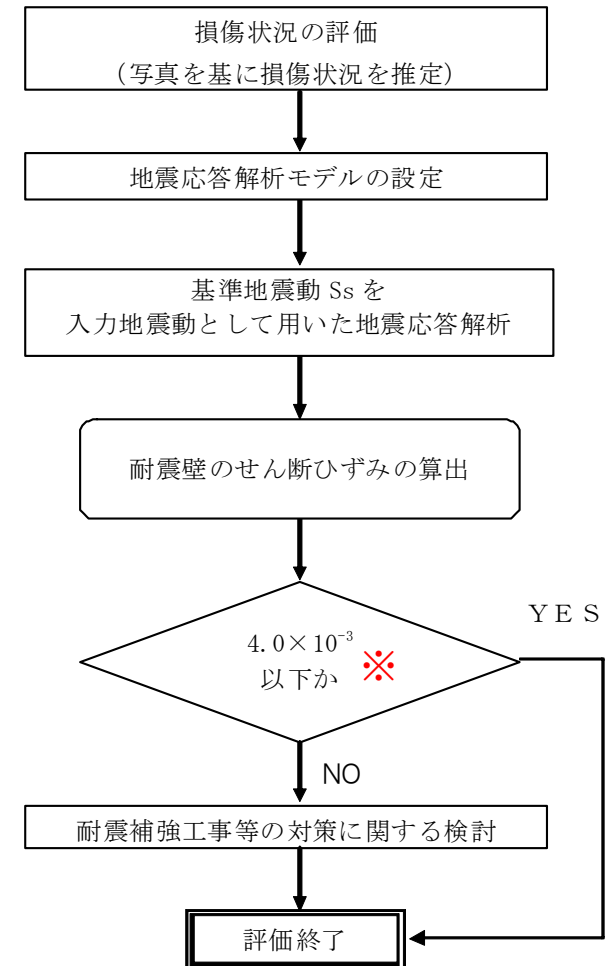 損傷状況の評価
（写真を基に損傷状況を推定）
地震応答解析モデルの設定
基準地震動 Ss を
入力地震動として用いた地震応答解析
耐震壁のせん断ひずみの算出
4.0×10⁻³
以下か ※
ＹＥＳ
NO
耐震補強工事等の対策に関する検討
評価終了